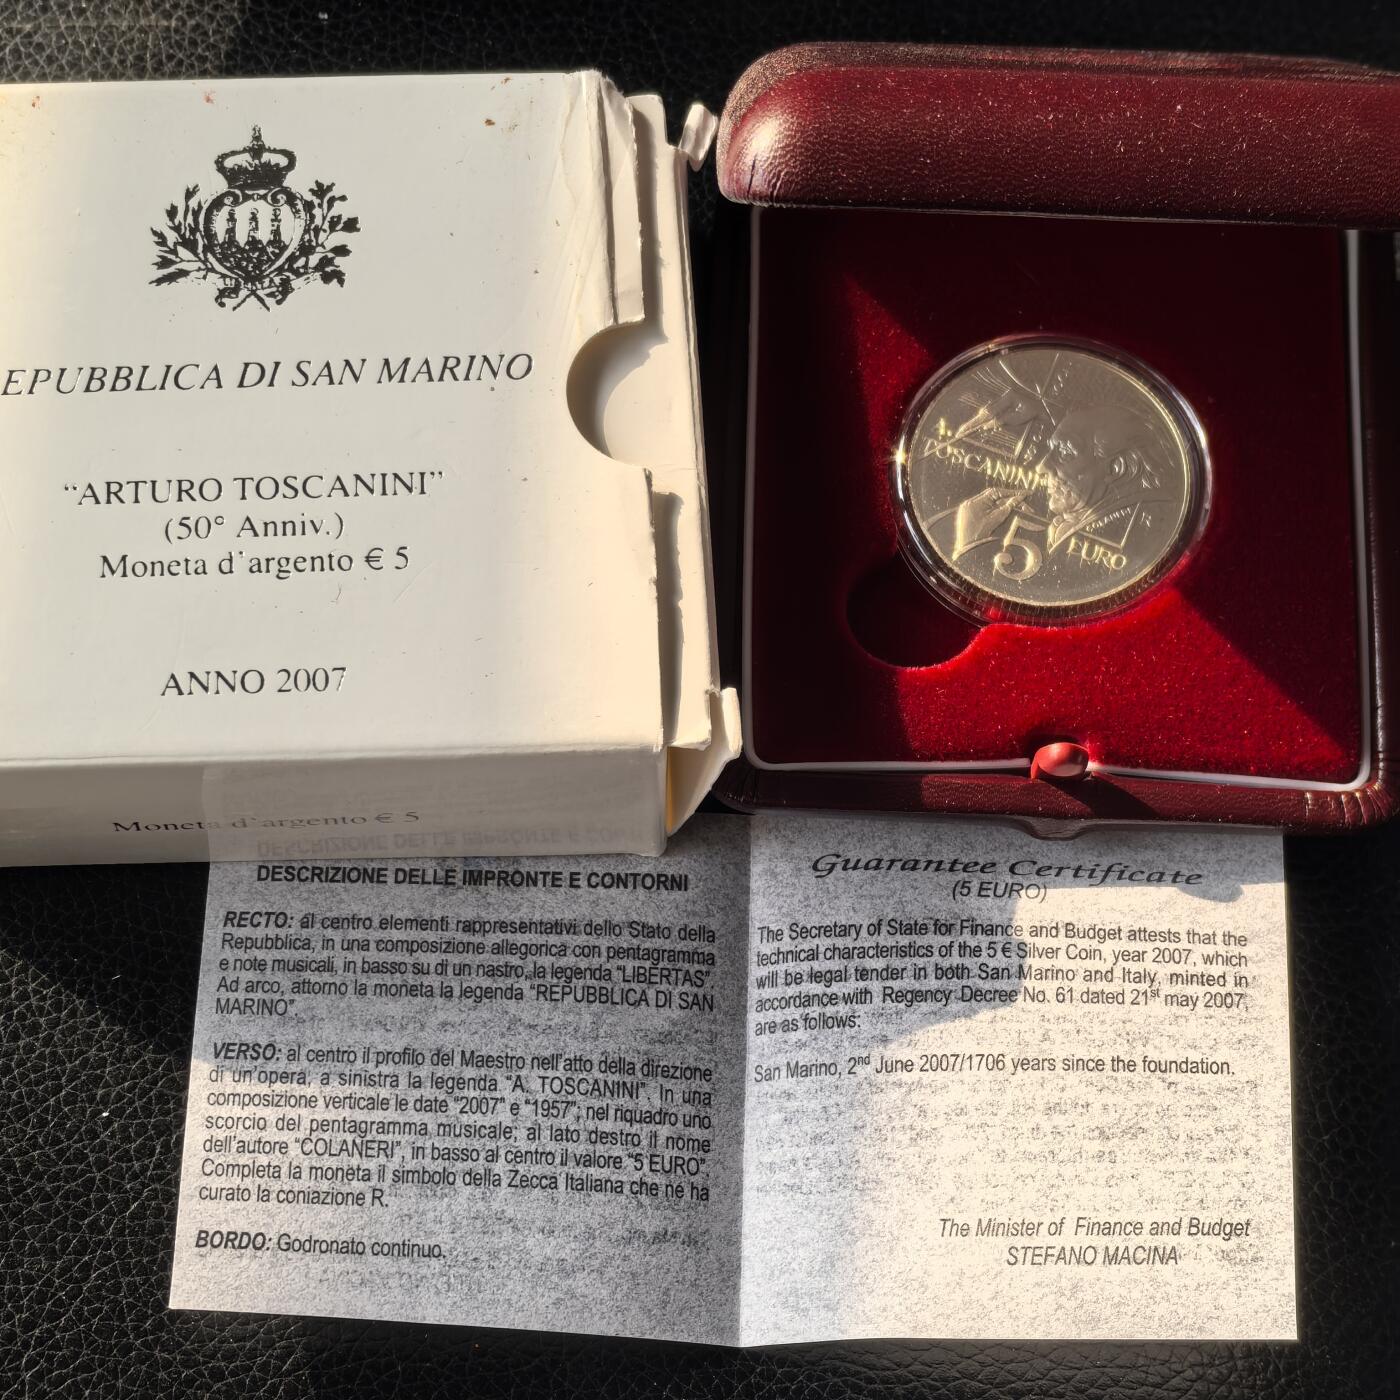 EPUBBLICA DI SAN MARINO
“ARTURO TOSCANINI”
(50° Anniv.)
Moneta d'argento € 5
ANNO 2007
Moneta d'argento € 5
A.
TOSCANINI
COLANERI R
5 EURO
DESCRIZIONE DELLE IMPRONTE E CONTORNI
RECTO: al centro elementi rappresentativi dello Stato della
Repubblica, in una composizione allegorica con pentagramma
e note musicali, in basso su di un nastro, la legenda “LIBERTAS”
Ad arco, attorno la moneta la legenda “REPUBBLICA DI SAN
MARINO”.
VERSO: al centro il profilo del Maestro nell'atto della direzione
di un'opera, a sinistra la legenda “A. TOSCANINI”. In una
composizione verticale le date “2007” e “1957”; nel riquadro uno
scorcio del pentagramma musicale; al lato destro il nome
dell'autore “COLANERI”, in basso al centro il valore “5 EURO”.
Completa la moneta il simbolo della Zecca Italiana che ne ha
curato la coniazione R.
BORDO: Godronato continuo.
Guarantee Certificate
(5 EURO)
The Secretary of State for Finance and Budget attests that the
technical characteristics of the 5 € Silver Coin, year 2007, which
will be legal tender in both San Marino and Italy, minted in
accordance with Regency Decree No. 61 dated 21st may 2007,
are as follows:
San Marino, 2nd June 2007/1706 years since the foundation.
The Minister of Finance and Budget
STEFANO MACINA